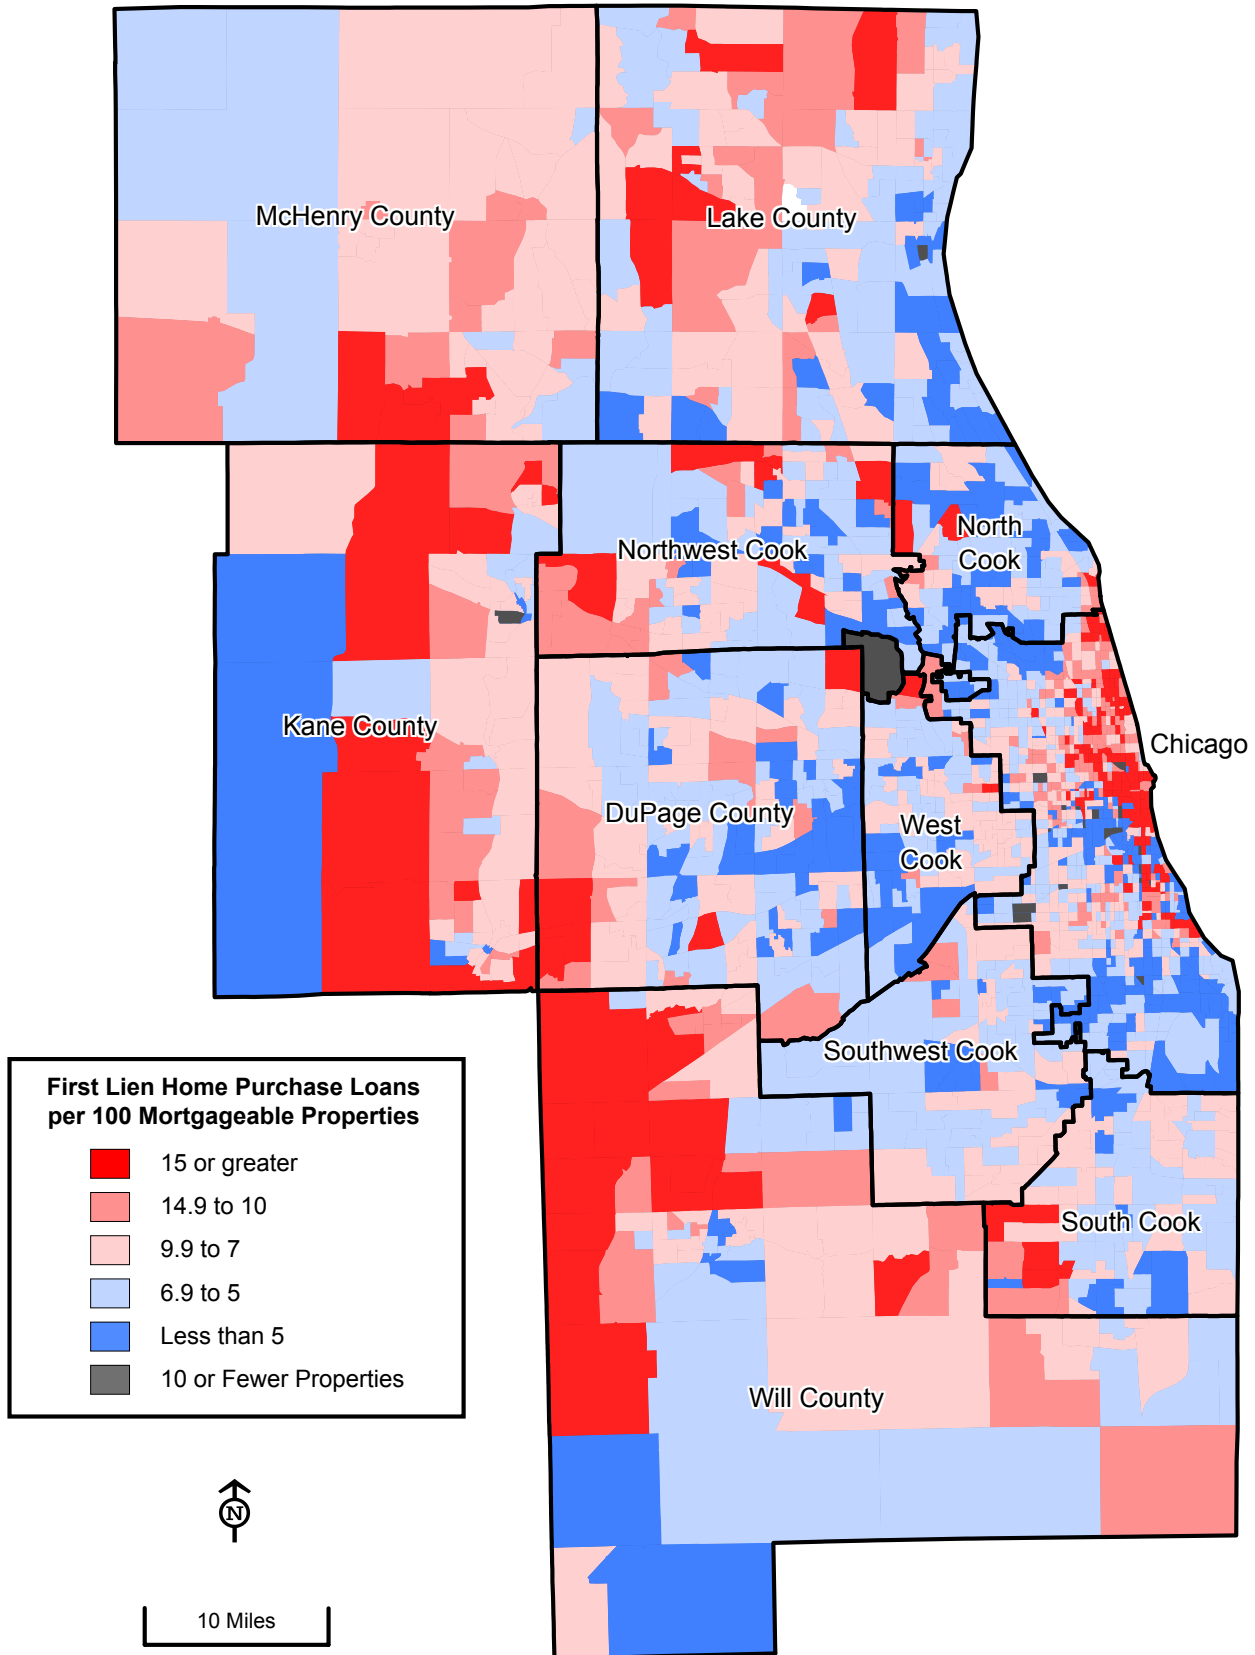 McHenry County
Lake County
North
Cook
Northwest Cook
Kane County
Chicago
DuPage County
West
Cook
Southwest Cook
First Lien Home Purchase Loans
per 100 Mortgageable Properties
15 or greater
14.9 to 10
9.9 to 7
6.9 to 5
Less than 5
10 or Fewer Properties
South Cook
Will County
N
10 Miles